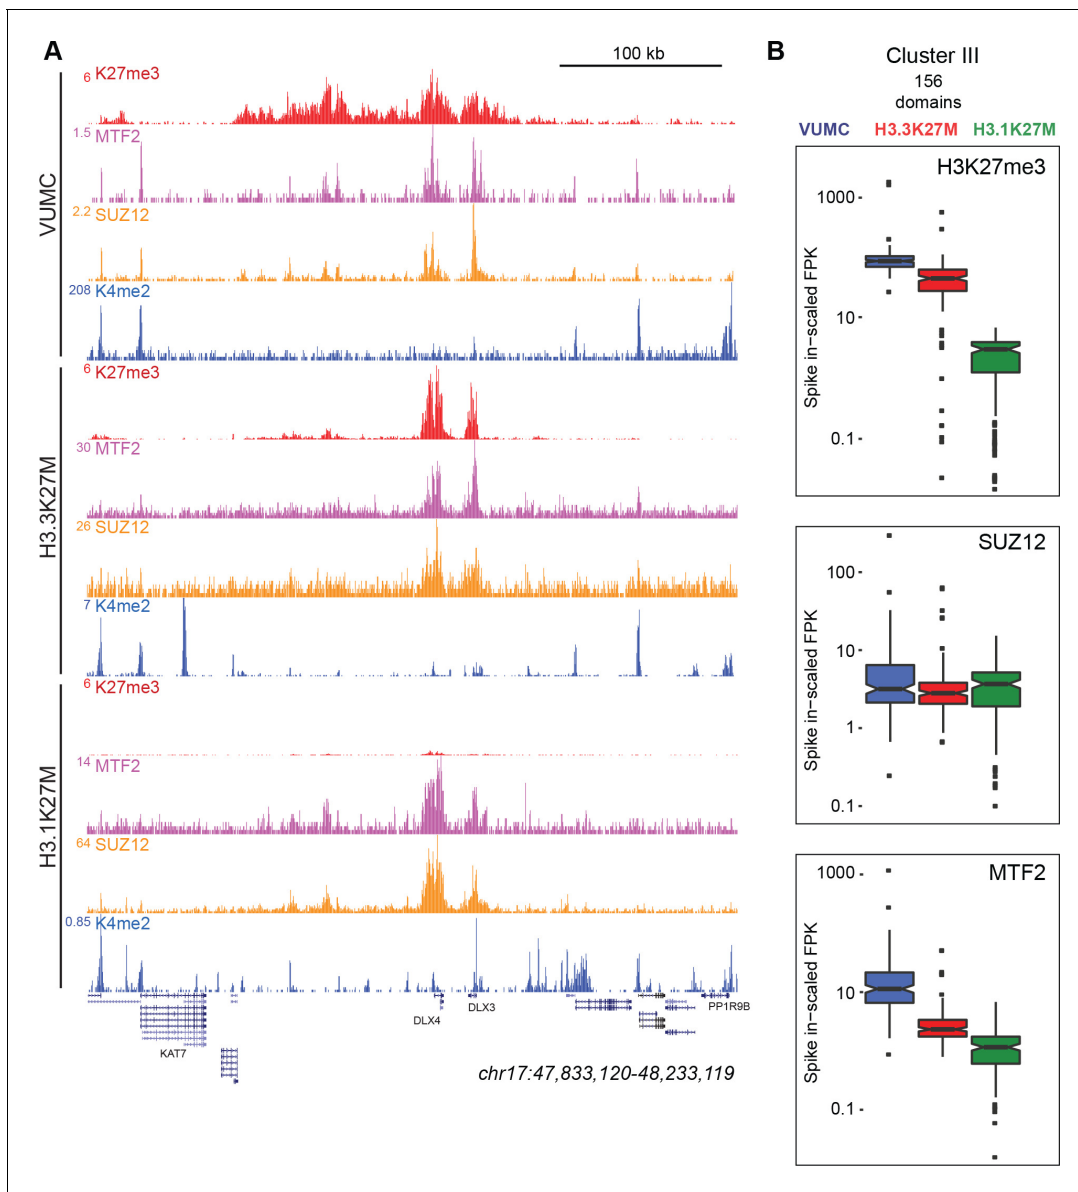 A
100 kb
VUMC
6 K27me3
1.5 MTF2
2.2 SUZ12
208 K4me2
H3.3K27M
6 K27me3
30 MTF2
26 SUZ12
7 K4me2
H3.1K27M
6 K27me3
14 MTF2
64 SUZ12
0.85 K4me2
KAT7
DLX4
DLX3
PP1R9B
chr17:47,833,120-48,233,119
B
Cluster III
156
domains
VUMC H3.3K27M H3.1K27M
H3K27me3
Spike in−scaled FPK
1000
10
0.1
SUZ12
Spike in−scaled FPK
100
10
1
0.1
MTF2
Spike in−scaled FPK
1000
10
0.1